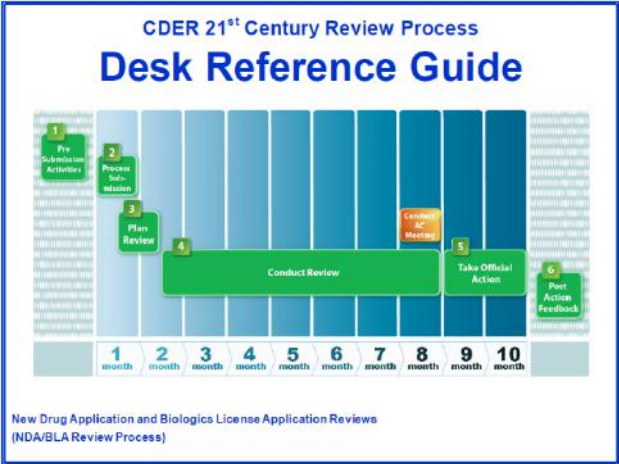 CDER 21st Century Review Process
Desk Reference Guide
1
Pre
Submission
Activities
2
Process
Sub-
mission
3
Plan
Review
4
Conduct Review
Conduct
AC
Meeting
5
Take Official
Action
6
Post
Action
Feedback
1 2 3 4 5 6 7 8 9 10
month month month month month month month month month month
New Drug Application and Biologics License Application Reviews
(NDA/BLA Review Process)